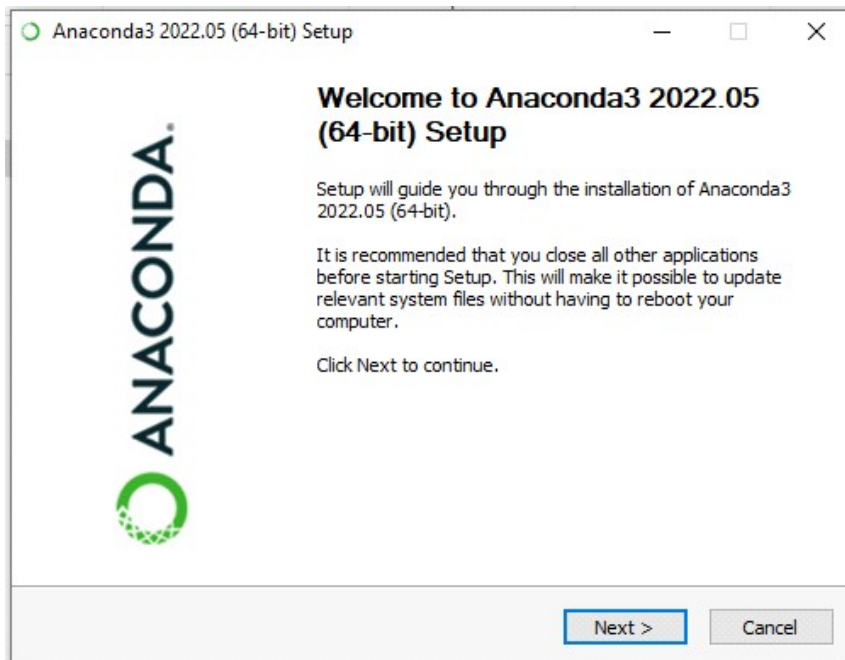 Anaconda3 2022.05 (64-bit) Setup
Welcome to Anaconda3 2022.05
(64-bit) Setup
Setup will guide you through the installation of Anaconda3
2022.05 (64-bit).
It is recommended that you close all other applications
before starting Setup. This will make it possible to update
relevant system files without having to reboot your
computer.
Click Next to continue.
ANACONDA.
Next >
Cancel